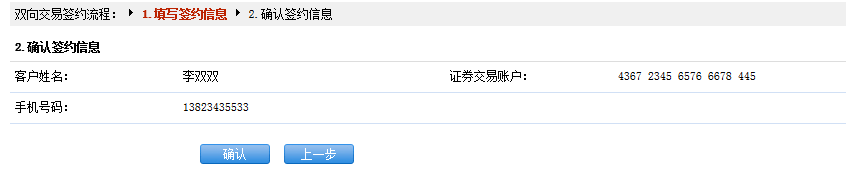 双向交易签约流程： 1.填写签约信息 2.确认签约信息
2.确认签约信息
客户姓名： 李双双 证券交易账户： 4367 2345 6576 6678 445
手机号码： 13823435533
确认 上一步